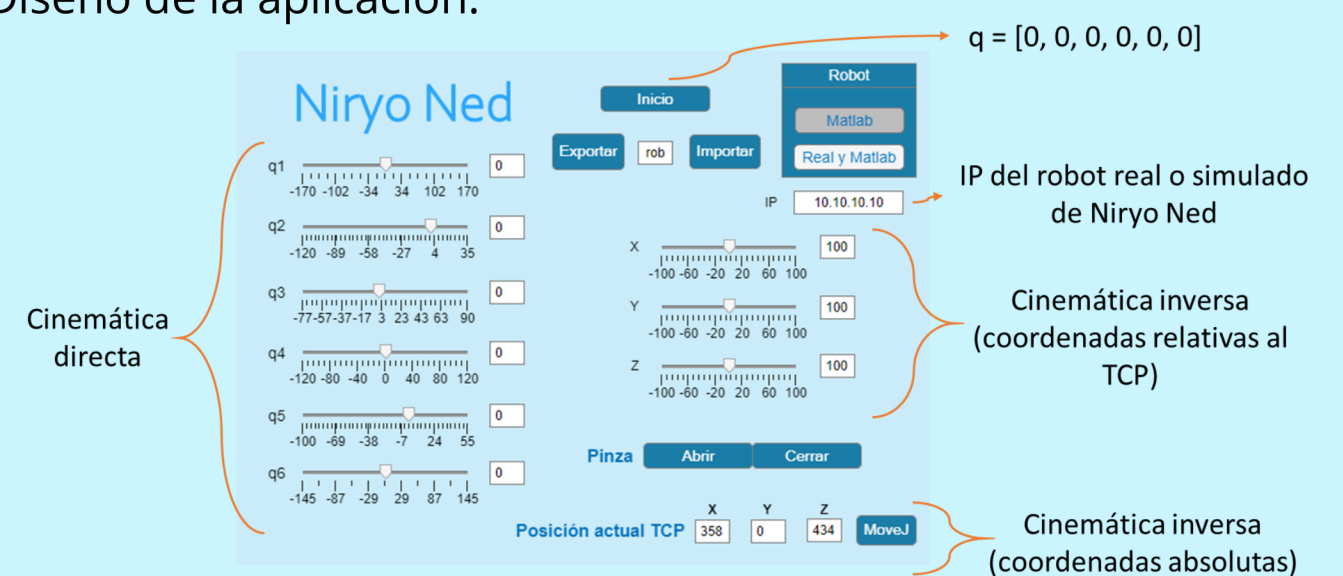 Diseño de la aplicación:
q = [0, 0, 0, 0, 0, 0]
Niryo Ned
Inicio
Exportar
rob
Importar
Robot
Matlab
Real y Matlab
IP
10.10.10.10
IP del robot real o simulado
de Niryo Ned
Cinemática
directa
q1
0
-170 -102 -34 34 102 170
q2
0
-120 -89 -58 -27 4 35
q3
0
-77 -57 -37 -17 3 23 43 63 90
q4
0
-120 -80 -40 0 40 80 120
q5
0
-100 -69 -38 -7 24 55
q6
0
-145 -87 -29 29 87 145
X
100
-100 -60 -20 20 60 100
Y
100
-100 -60 -20 20 60 100
Z
100
-100 -60 -20 20 60 100
Cinemática inversa
(coordenadas relativas al
TCP)
Pinza
Abrir
Cerrar
X Y Z
Posición actual TCP 358 0 434 MoveJ
Cinemática inversa
(coordenadas absolutas)